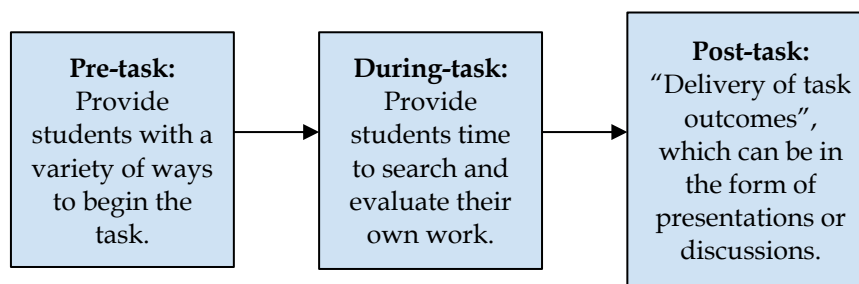 Pre-task:
Provide
students with a
variety of ways
to begin the
task.
During-task:
Provide
students time
to search and
evaluate their
own work.
Post-task:
“Delivery of task
outcomes”,
which can be in
the form of
presentations or
discussions.